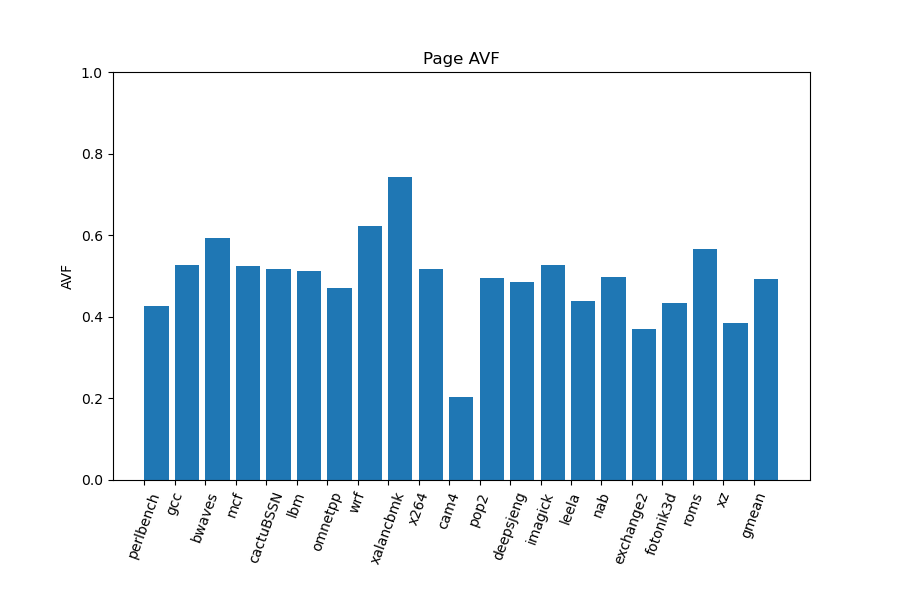 Page AVF
1.0
0.8
0.6
0.4
0.2
0.0
AVF
perlbench
gcc
bwaves
mcf
cactuBSSN
lbm
omnetpp
wrf
xalancbmk
x264
cam4
pop2
deepsjeng
imagick
leela
nab
exchange2
fotonik3d
roms
xz
gmean